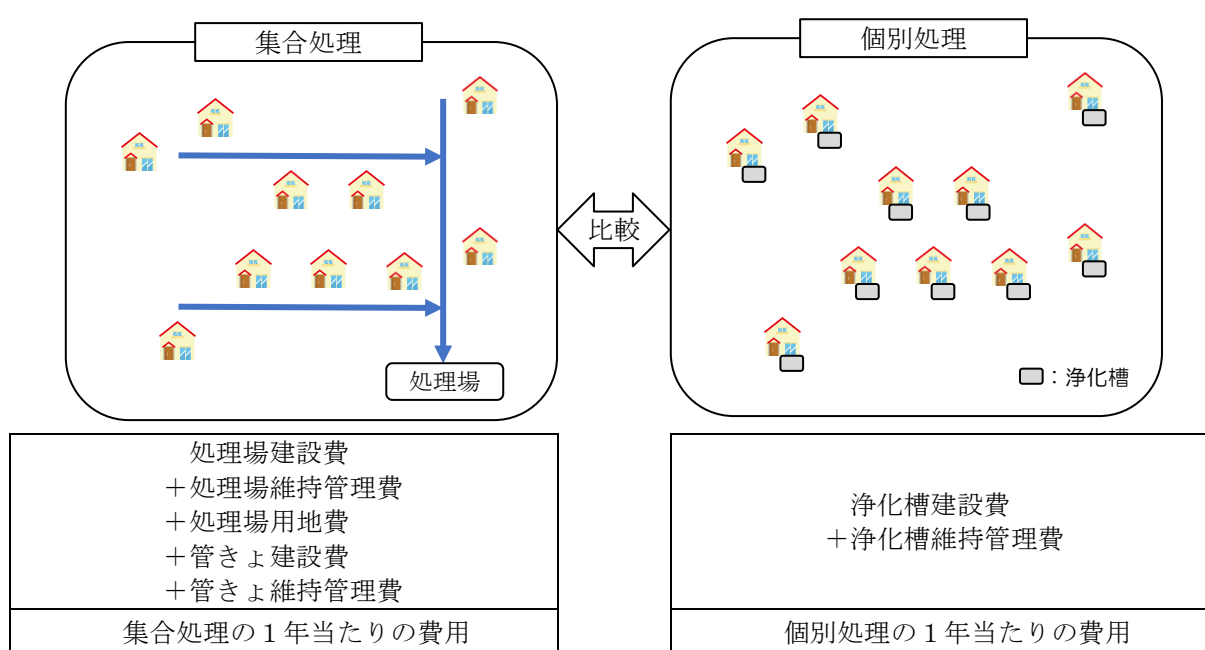 集合処理
処理場
比較
個別処理
：浄化槽
処理場建設費
＋処理場維持管理費
＋処理場用地費
＋管きょ建設費
＋管きょ維持管理費
集合処理の１年当たりの費用
浄化槽建設費
＋浄化槽維持管理費
個別処理の１年当たりの費用